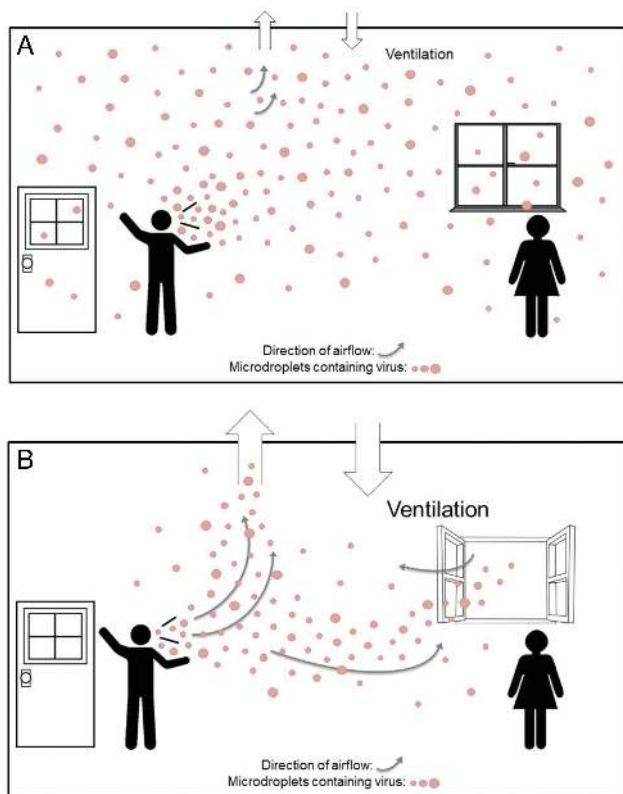 A
Ventilation
Direction of airflow:
Microdroplets containing virus:
B
Ventilation
Direction of airflow:
Microdroplets containing virus: